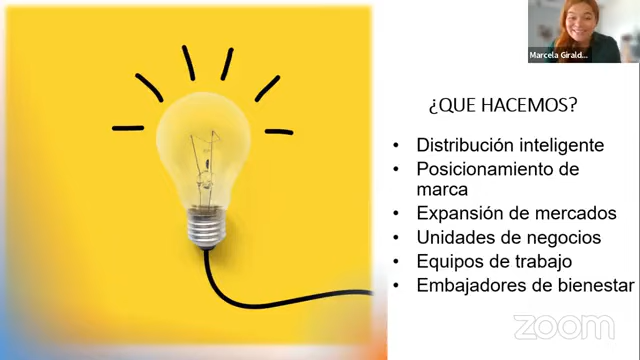 Marcela Girald...
¿QUE HACEMOS?
• Distribución inteligente
• Posicionamiento de
marca
• Expansión de mercados
• Unidades de negocios
• Equipos de trabajo
• Embajadores de bienestar
zoom